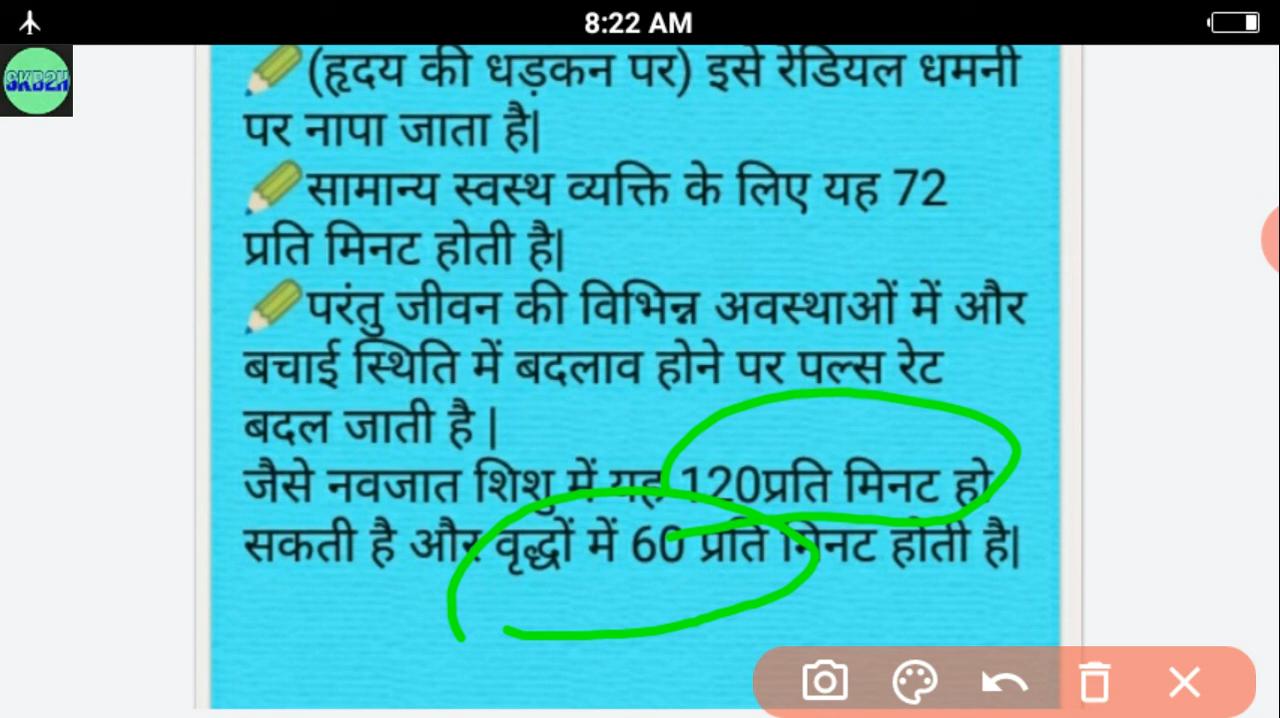 8:22 AM
SKB2H
(हृदय की धड़कन पर) इसे रेडियल धमनी
पर नापा जाता है|
सामान्य स्वस्थ व्यक्ति के लिए यह 72
प्रति मिनट होती है|
परंतु जीवन की विभिन्न अवस्थाओं में और
बचाई स्थिति में बदलाव होने पर पल्स रेट
बदल जाती है |
जैसे नवजात शिशु में यह 120प्रति मिनट हो
सकती है और वृद्धों में 60 प्रति मिनट होती है|